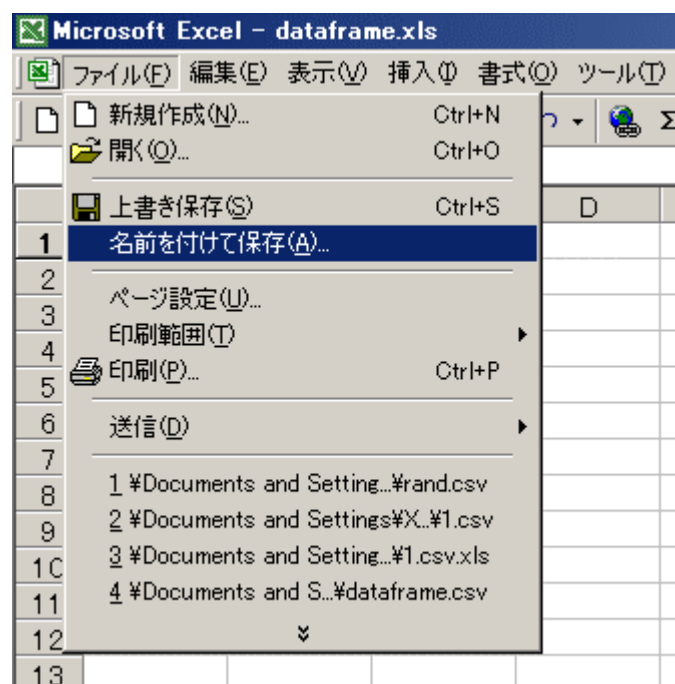 Microsoft Excel - dataframe.xls
ファイル(F) 編集(E) 表示(V) 挿入(I) 書式(O) ツール(T)
新規作成(N)... Ctrl+N
開く(O)... Ctrl+O
上書き保存(S) Ctrl+S
D
1 名前を付けて保存(A)...
2
ページ設定(U)...
3
印刷範囲(T)
4
印刷(P)... Ctrl+P
5
6 送信(D)
7
1 ¥Documents and Setting...¥rand.csv
8
2 ¥Documents and Settings¥X...¥1.csv
9
3 ¥Documents and Setting...¥1.csv.xls
10
4 ¥Documents and S...¥dataframe.csv
11
12
13